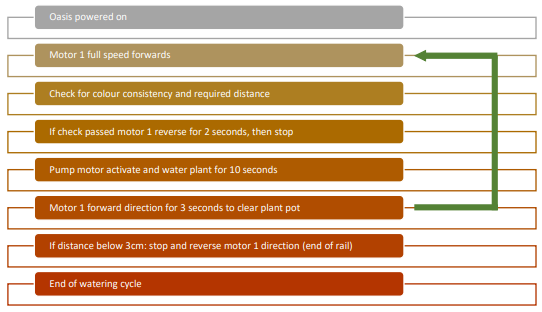 Oasis powered on
Motor 1 full speed forwards
Check for colour consistency and required distance
If check passed motor 1 reverse for 2 seconds, then stop
Pump motor activate and water plant for 10 seconds
Motor 1 forward direction for 3 seconds to clear plant pot
If distance below 3cm: stop and reverse motor 1 direction (end of rail)
End of watering cycle